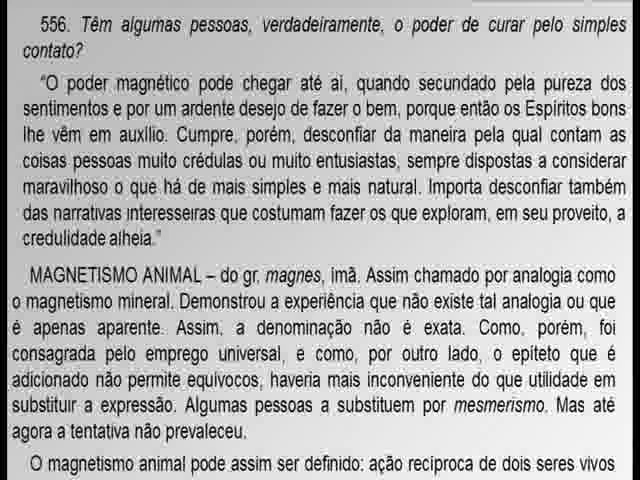 556. Têm algumas pessoas, verdadeiramente, o poder de curar pelo simples
contato?
“O poder magnético pode chegar até aí, quando secundado pela pureza dos
sentimentos e por um ardente desejo de fazer o bem, porque então os Espíritos bons
lhe vêm em auxílio. Cumpre, porém, desconfiar da maneira pela qual contam as
coisas pessoas muito crédulas ou muito entusiastas, sempre dispostas a considerar
maravilhoso o que há de mais simples e mais natural. Importa desconfiar também
das narrativas interesseiras que costumam fazer os que exploram, em seu proveito, a
credulidade alheia.”
MAGNETISMO ANIMAL – do gr. magnes, ímã. Assim chamado por analogia como
o magnetismo mineral. Demonstrou a experiência que não existe tal analogia ou que
é apenas aparente. Assim, a denominação não é exata. Como, porém, foi
consagrada pelo emprego universal, e como, por outro lado, o epíteto que é
adicionado não permite equívocos, haveria mais inconveniente do que utilidade em
substituir a expressão. Algumas pessoas a substituem por mesmerismo. Mas até
agora a tentativa não prevaleceu.
O magnetismo animal pode assim ser definido: ação recíproca de dois seres vivos